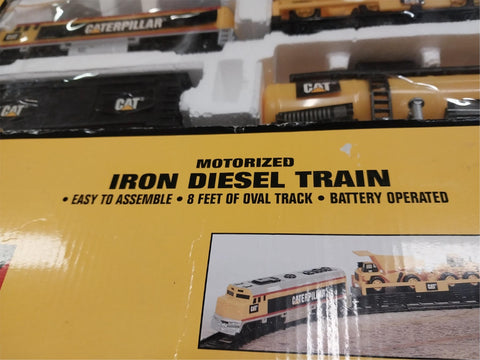 CATERPILLAR
CAT
CAT
CAT
MOTORIZED
IRON DIESEL TRAIN
• EASY TO ASSEMBLE • 8 FEET OF OVAL TRACK • BATTERY OPERATED
CATERPILLAR
CAT
CAT